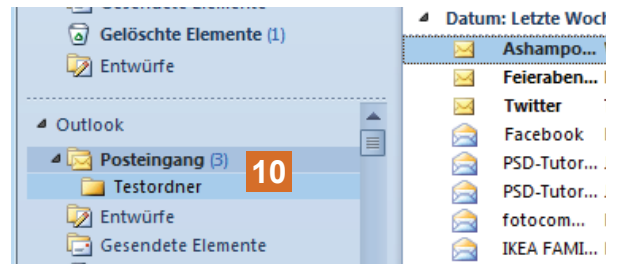 Gelöschte Elemente (1)
Entwürfe
Outlook
Posteingang (3)
10
Testordner
Entwürfe
Gesendete Elemente
Datum: Letzte Woch
Ashampo...
Feieraben...
Twitter
Facebook
PSD-Tutor...
PSD-Tutor...
fotocom...
IKEA FAMI...